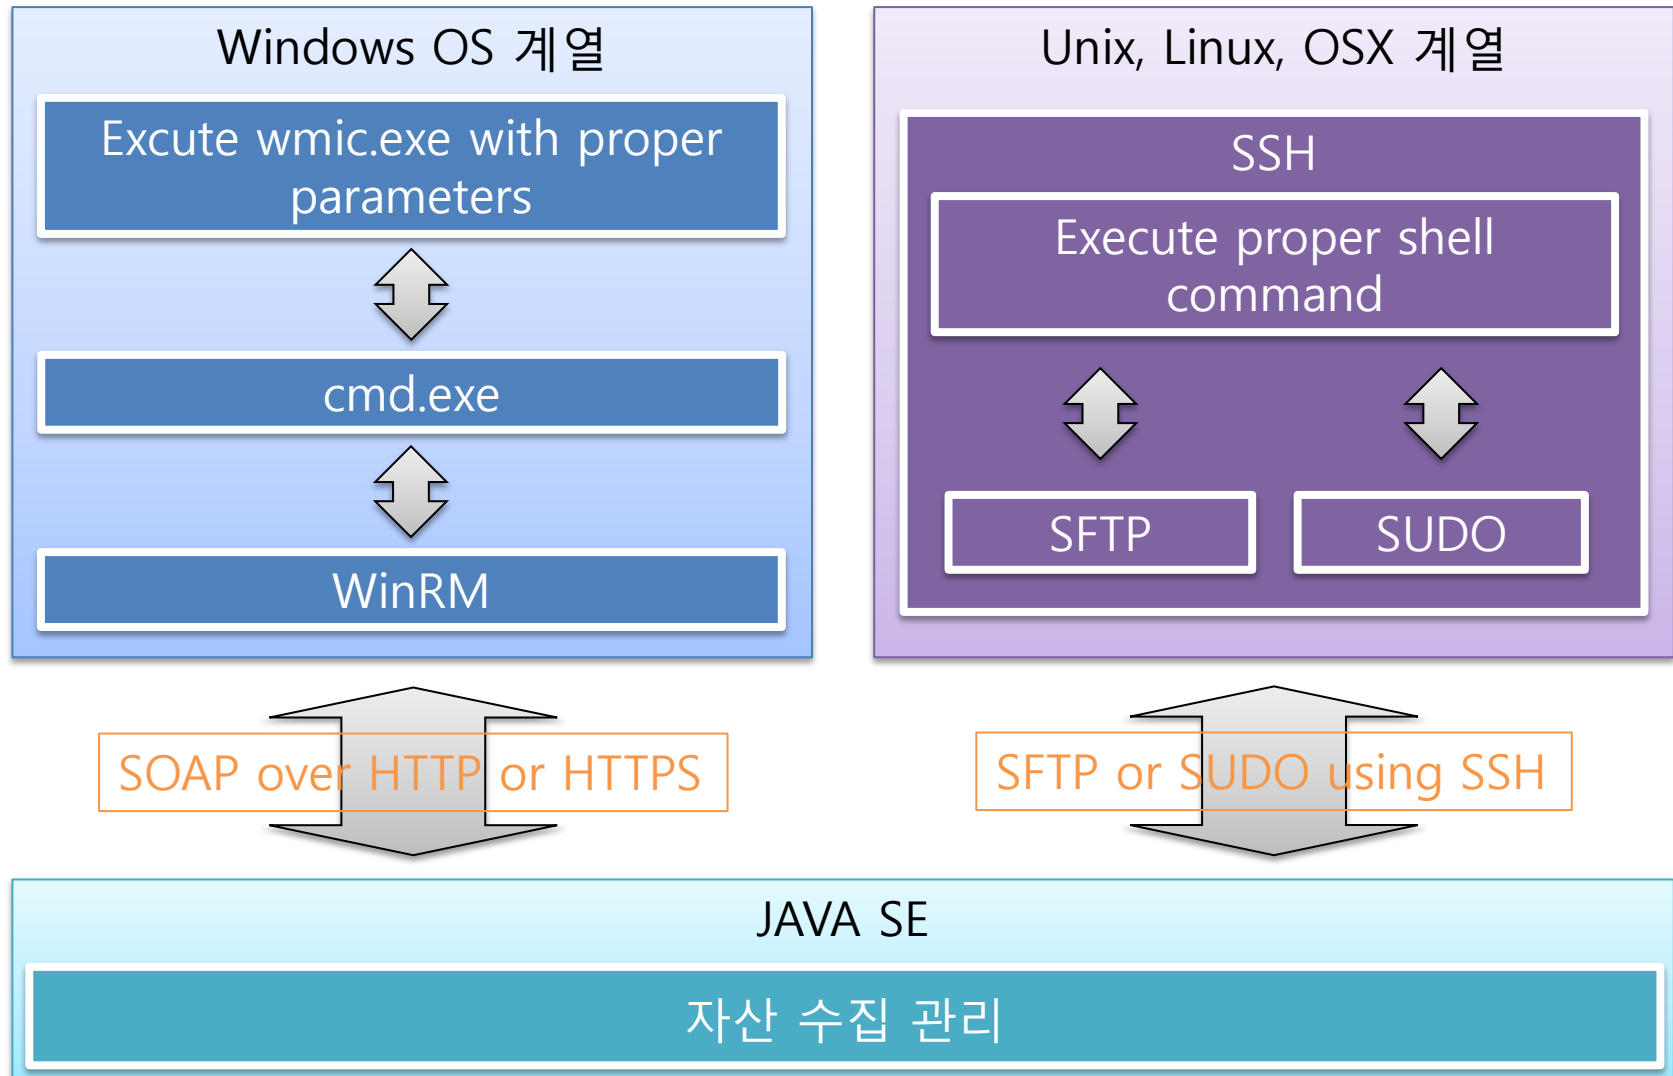 Windows OS 계열
Excute wmic.exe with proper
parameters
cmd.exe
WinRM
Unix, Linux, OSX 계열
SSH
Execute proper shell
command
SFTP
SUDO
SOAP over HTTP or HTTPS
SFTP or SUDO using SSH
JAVA SE
자산 수집 관리